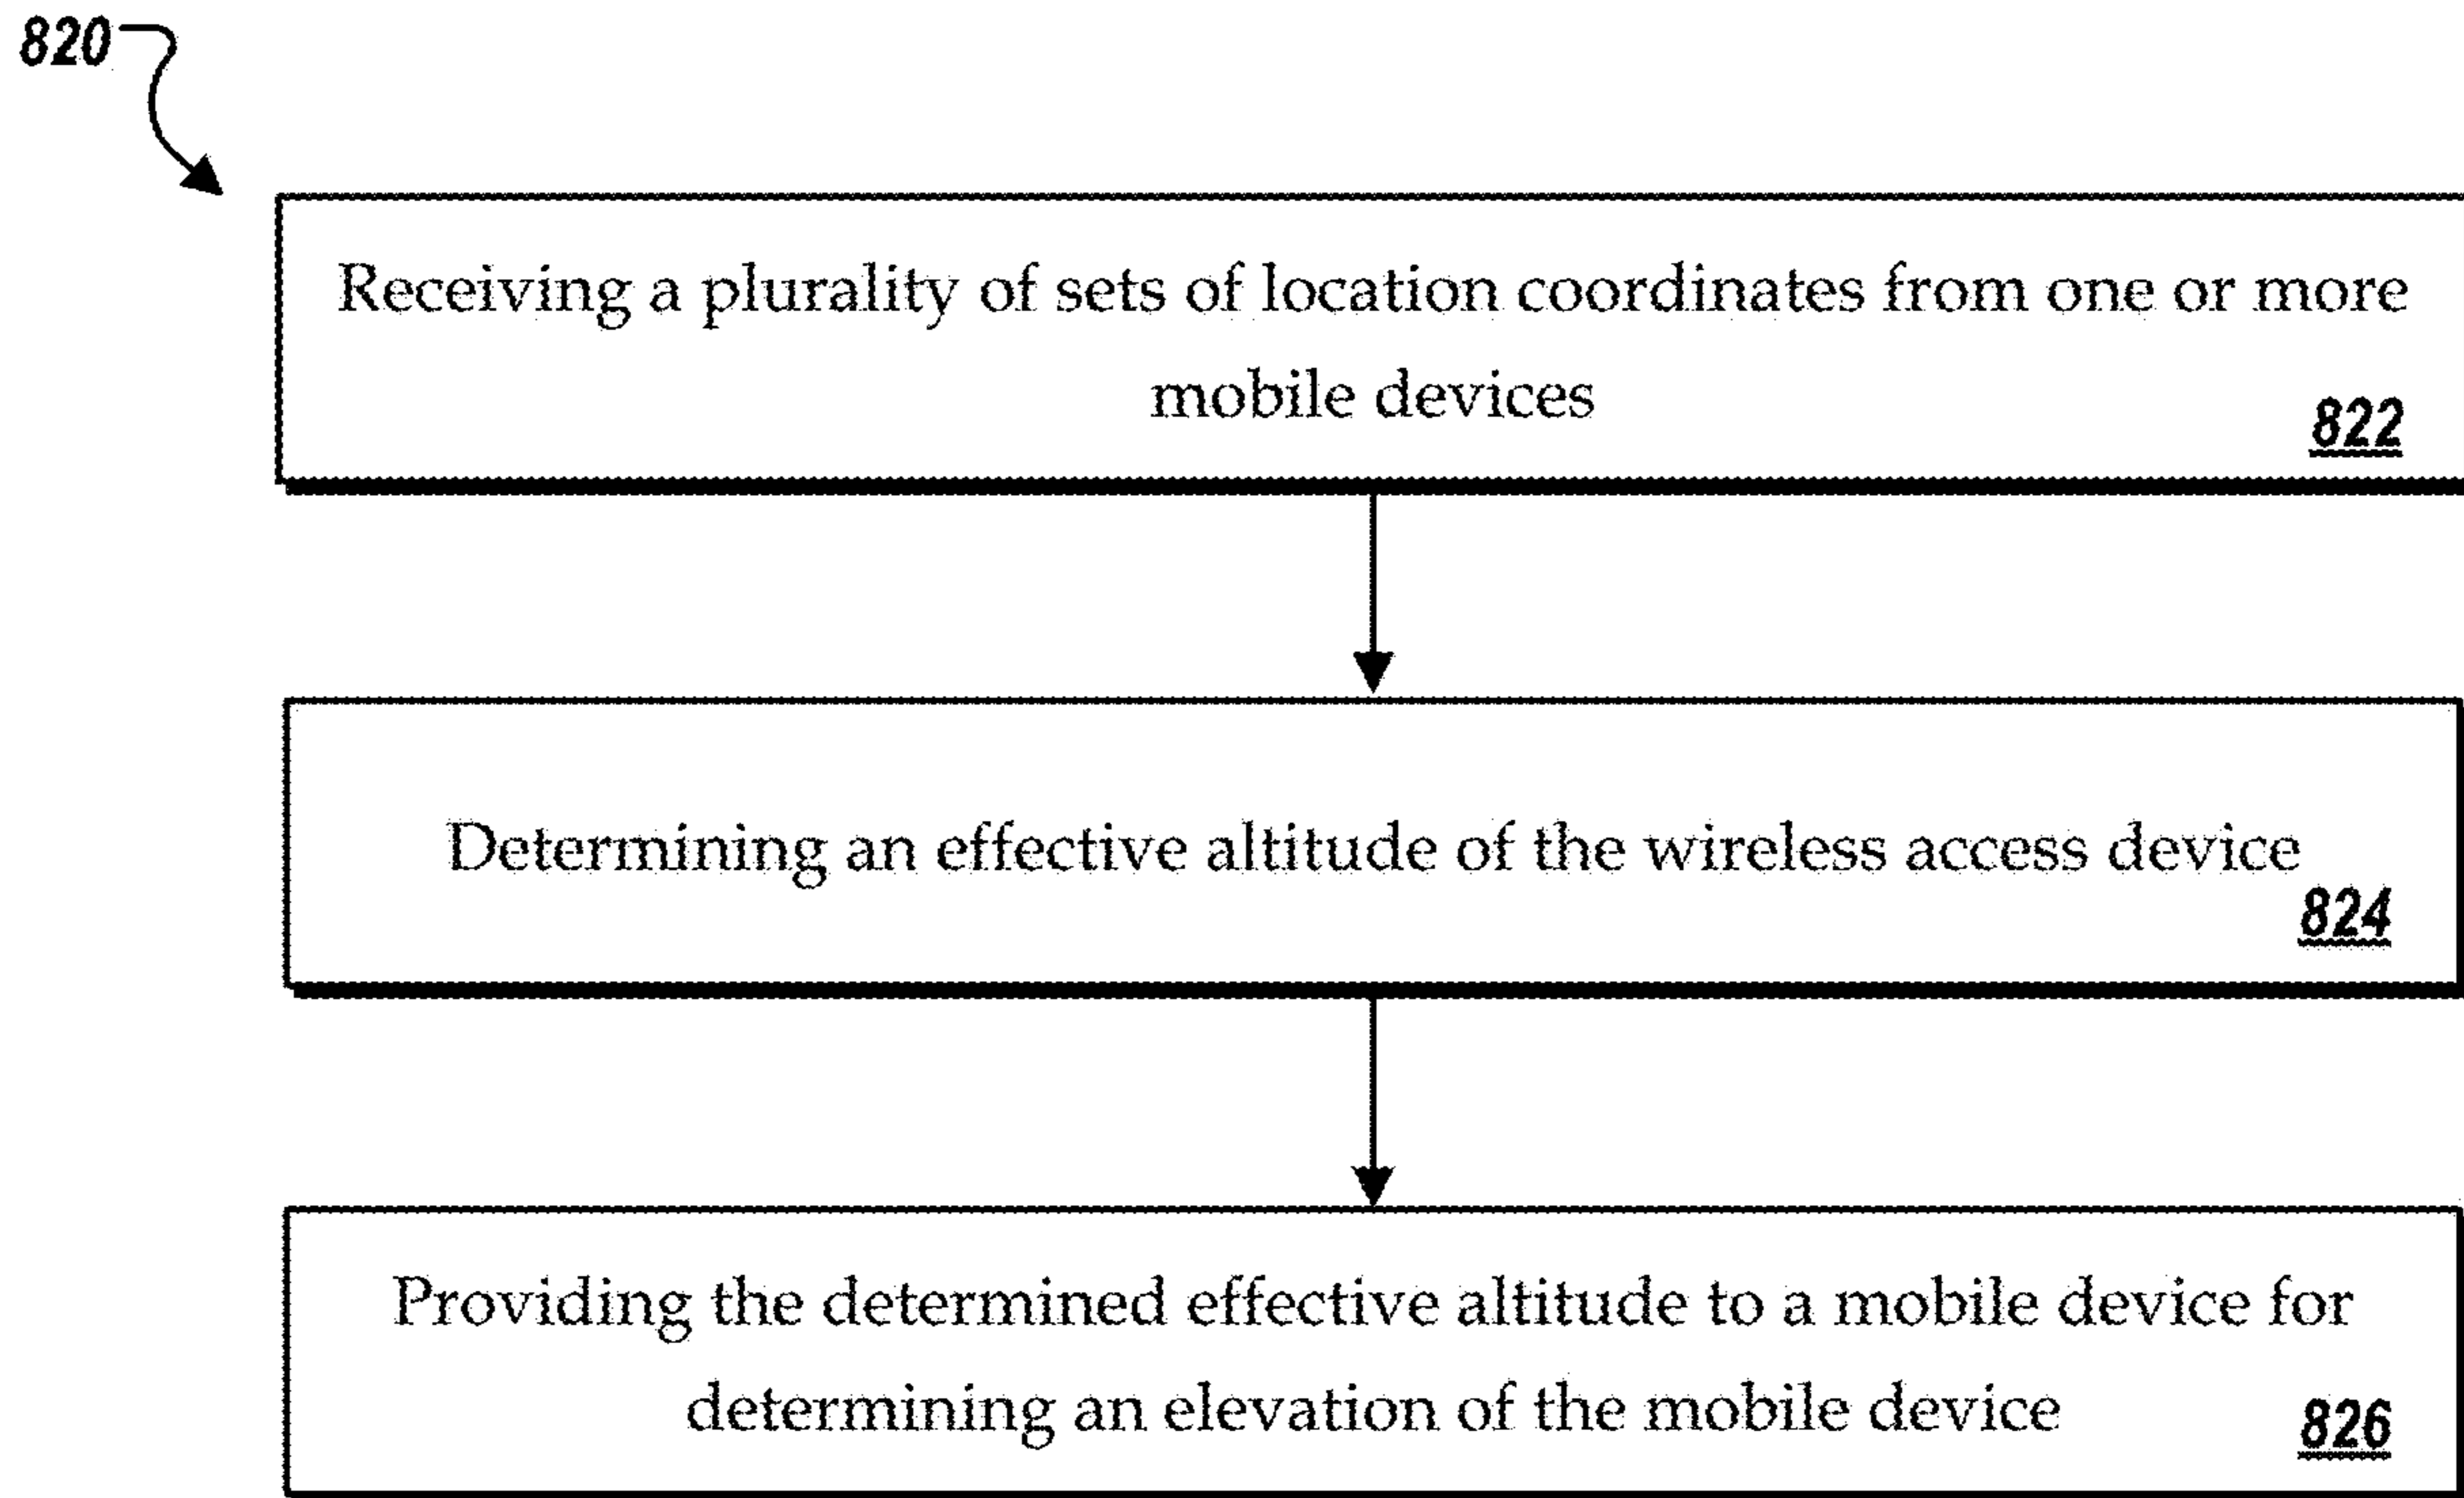 820
Receiving a plurality of sets of location coordinates from one or more
mobile devices
822
Determining an effective altitude of the wireless access device
824
Providing the determined effective altitude to a mobile device for
determining an elevation of the mobile device
826